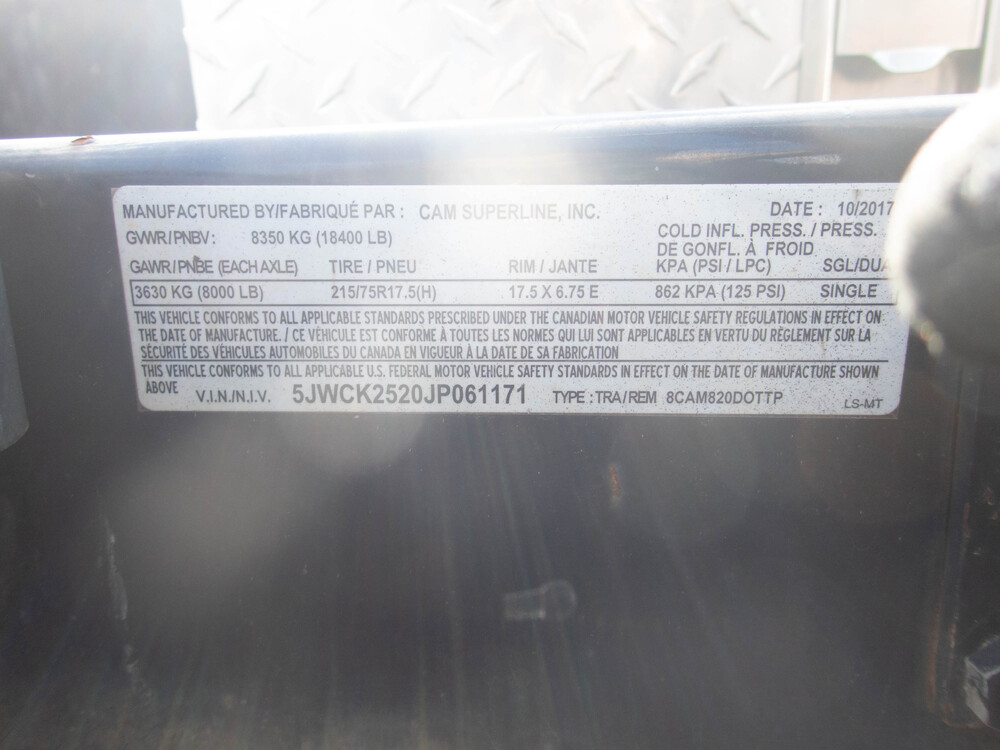 MANUFACTURED BY/FABRIQUÉ PAR : CAM SUPERLINE, INC. DATE : 10/2017
GVWR/PNBV: 8350 KG (18400 LB) COLD INFL. PRESS. / PRESS.
DE GONFL. À FROID
GAWR/PNBE (EACH AXLE) TIRE / PNEU RIM / JANTE KPA (PSI / LPC) SGL/DUA
3630 KG (8000 LB) 215/75R17.5(H) 17.5 X 6.75 E 862 KPA (125 PSI) SINGLE
THIS VEHICLE CONFORMS TO ALL APPLICABLE STANDARDS PRESCRIBED UNDER THE CANADIAN MOTOR VEHICLE SAFETY REGULATIONS IN EFFECT ON
THE DATE OF MANUFACTURE. / CE VÉHICULE EST CONFORME À TOUTES LES NORMES QUI LUI SONT APPLICABLES EN VERTU DU RÈGLEMENT SUR LA
SÉCURITÉ DES VÉHICULES AUTOMOBILES DU CANADA EN VIGUEUR À LA DATE DE SA FABRICATION
THIS VEHICLE CONFORMS TO ALL APPLICABLE U.S. FEDERAL MOTOR VEHICLE SAFETY STANDARDS IN EFFECT ON THE DATE OF MANUFACTURE SHOWN
ABOVE V.I.N./N.I.V. 5JWCK2520JP061171 TYPE : TRA/REM 8CAM820DOTTP LS-MT